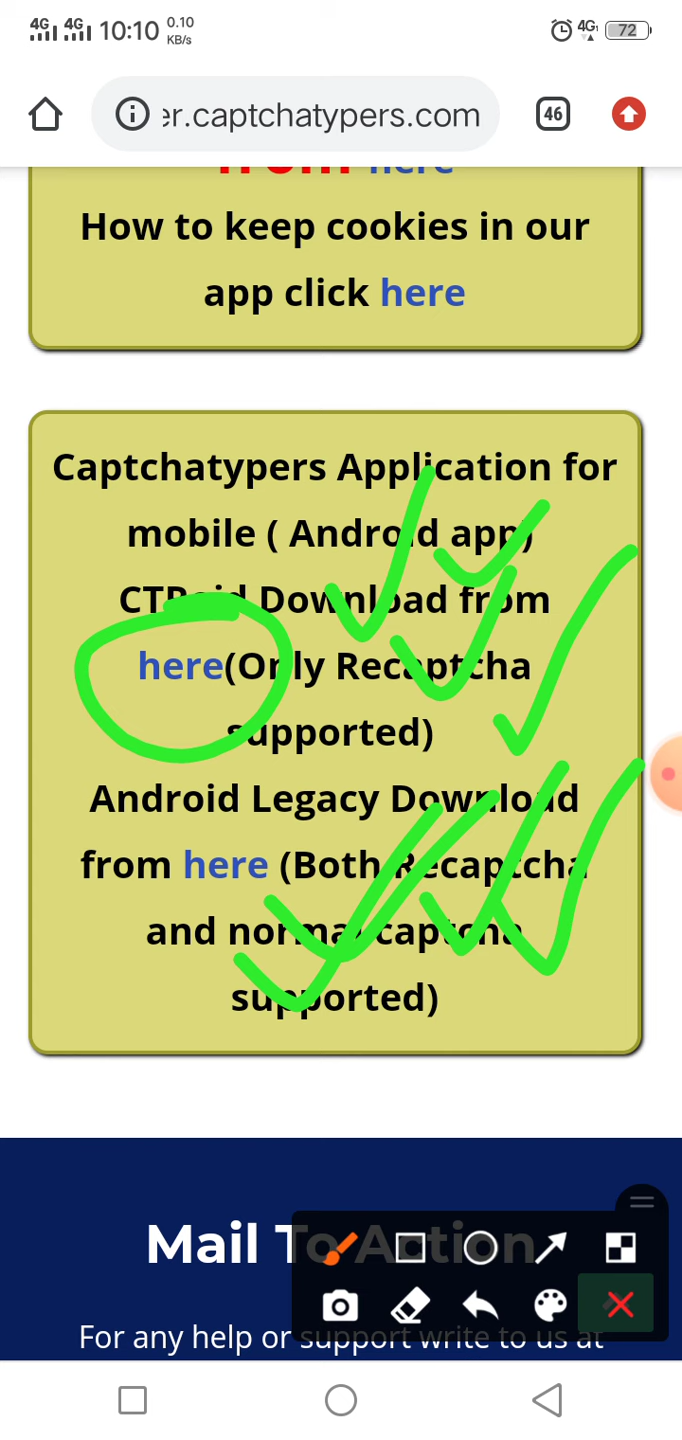 4G 4G 10:10 0.10 KB/s 4G 72
er.captchatypers.com 46
from here
How to keep cookies in our
app click here
Captchatypers Application for
mobile ( Android app)
CTDroid Download from
here(Only Recaptcha
supported)
Android Legacy Download
from here (Both Recaptcha
and normal captcha
supported)
Mail To Action
For any help or support write to us at